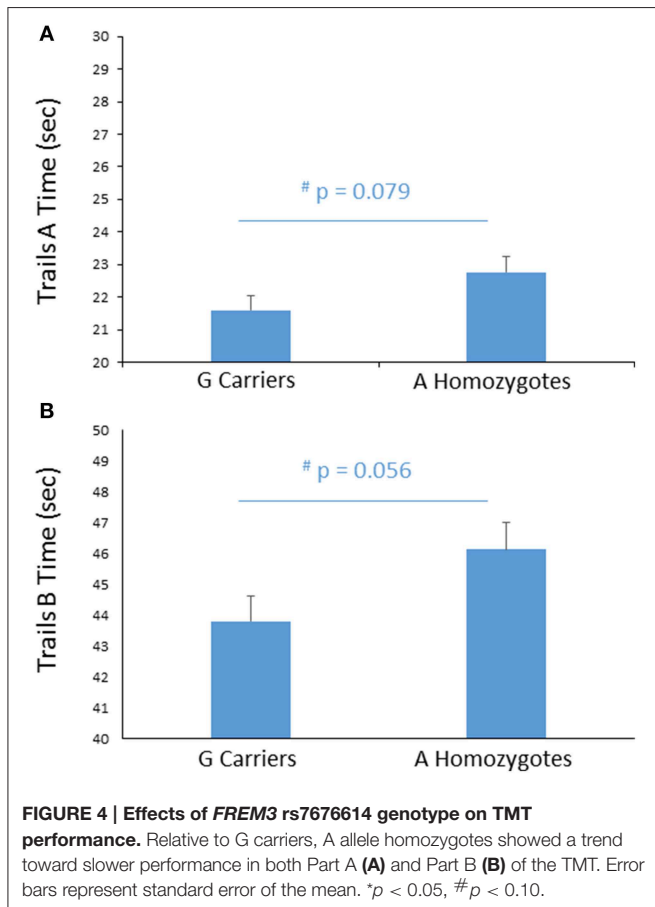 A
Trails A Time (sec)
30
29
28
27
26
25
24
23
22
21
20
# p = 0.079
G Carriers A Homozygotes
B
Trails B Time (sec)
50
49
48
47
46
45
44
43
42
41
40
# p = 0.056
G Carriers A Homozygotes
FIGURE 4 | Effects of FREM3 rs7676614 genotype on TMT
performance. Relative to G carriers, A allele homozygotes showed a trend
toward slower performance in both Part A (A) and Part B (B) of the TMT. Error
bars represent standard error of the mean. *p < 0.05, #p < 0.10.